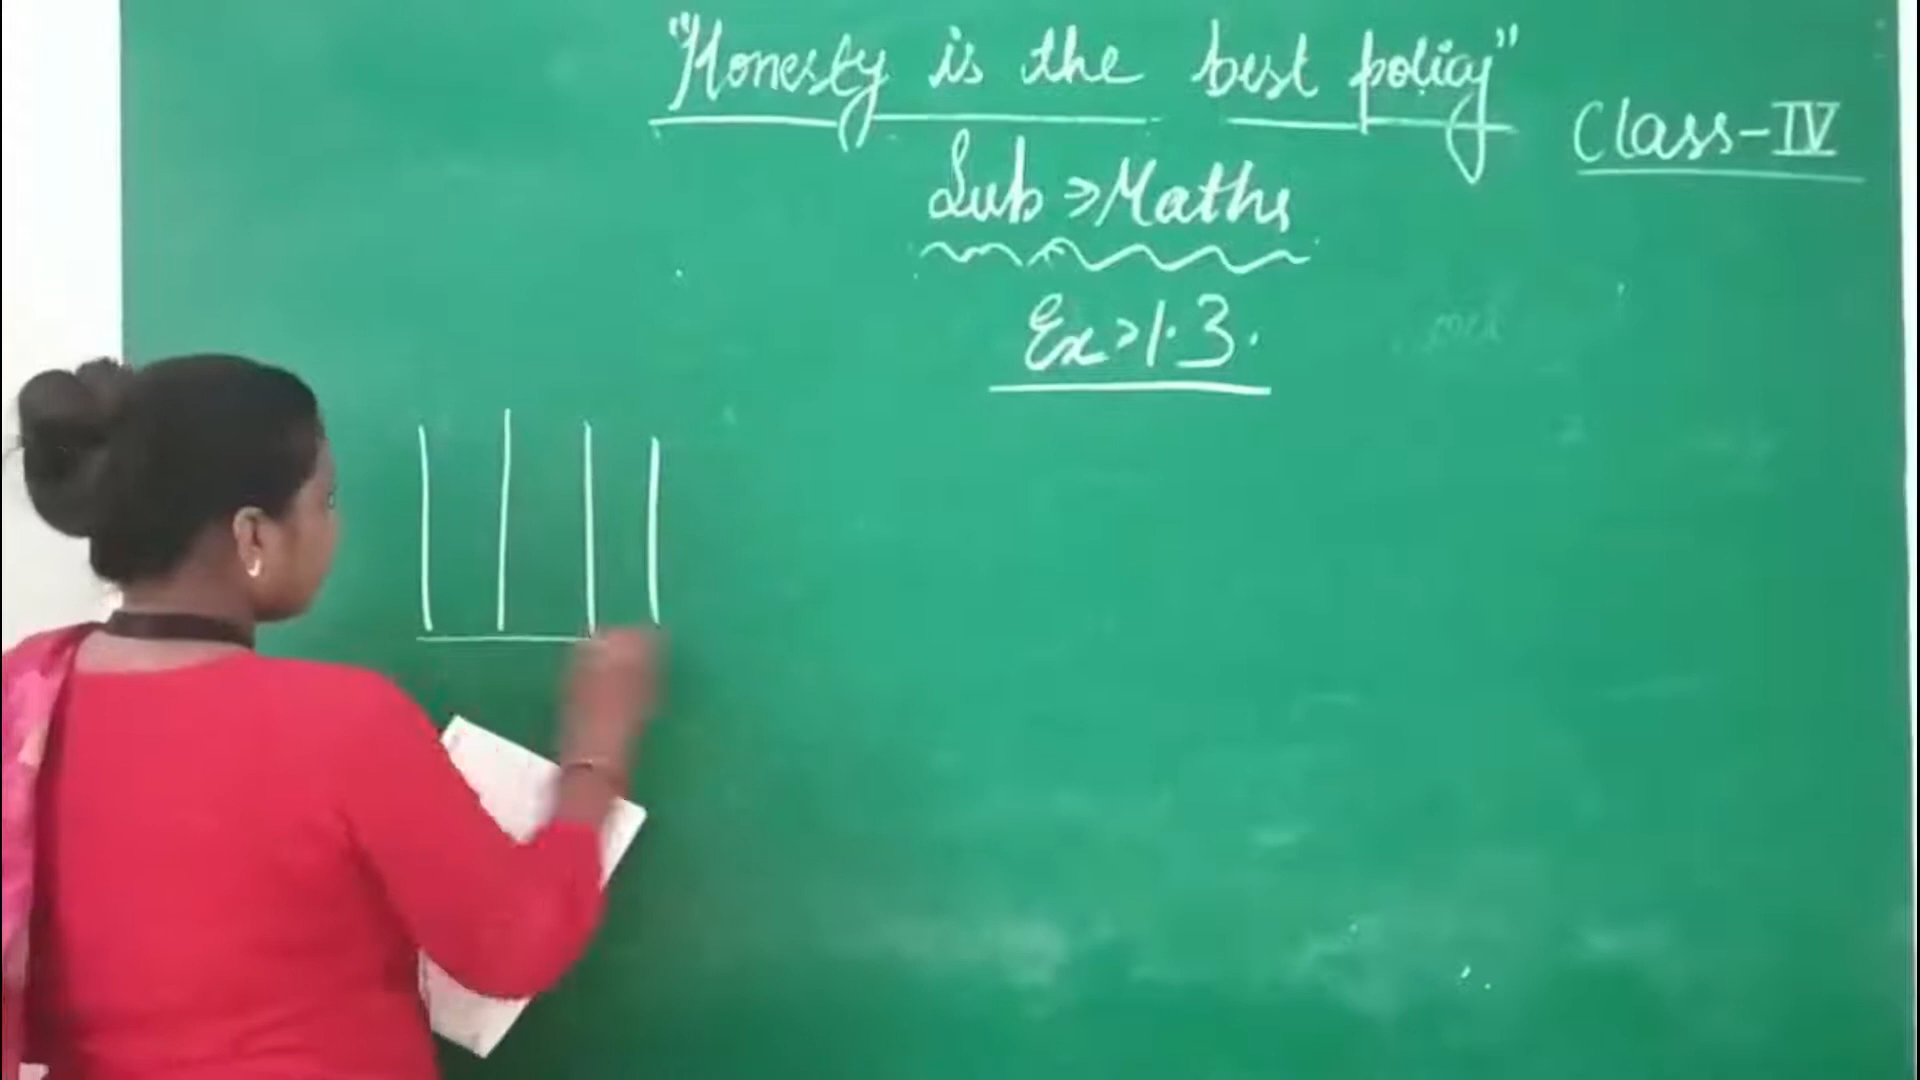 "Honesty is the best policy"
Class-IV
Sub ⇒ Maths
Ex > 1.3.